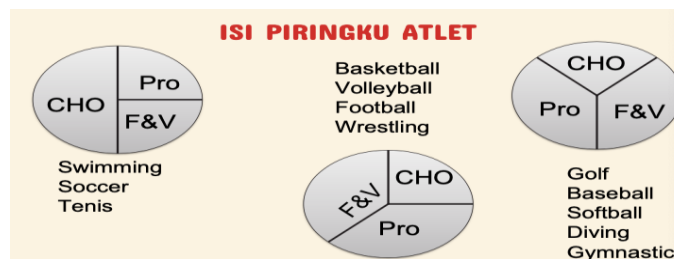 ISI PIRINGKU ATLET
CHO
Pro
F&V
Swimming
Soccer
Tenis
Basketball
Volleyball
Football
Wrestling
F&V
CHO
Pro
CHO
Pro
F&V
Golf
Baseball
Softball
Diving
Gymnastic